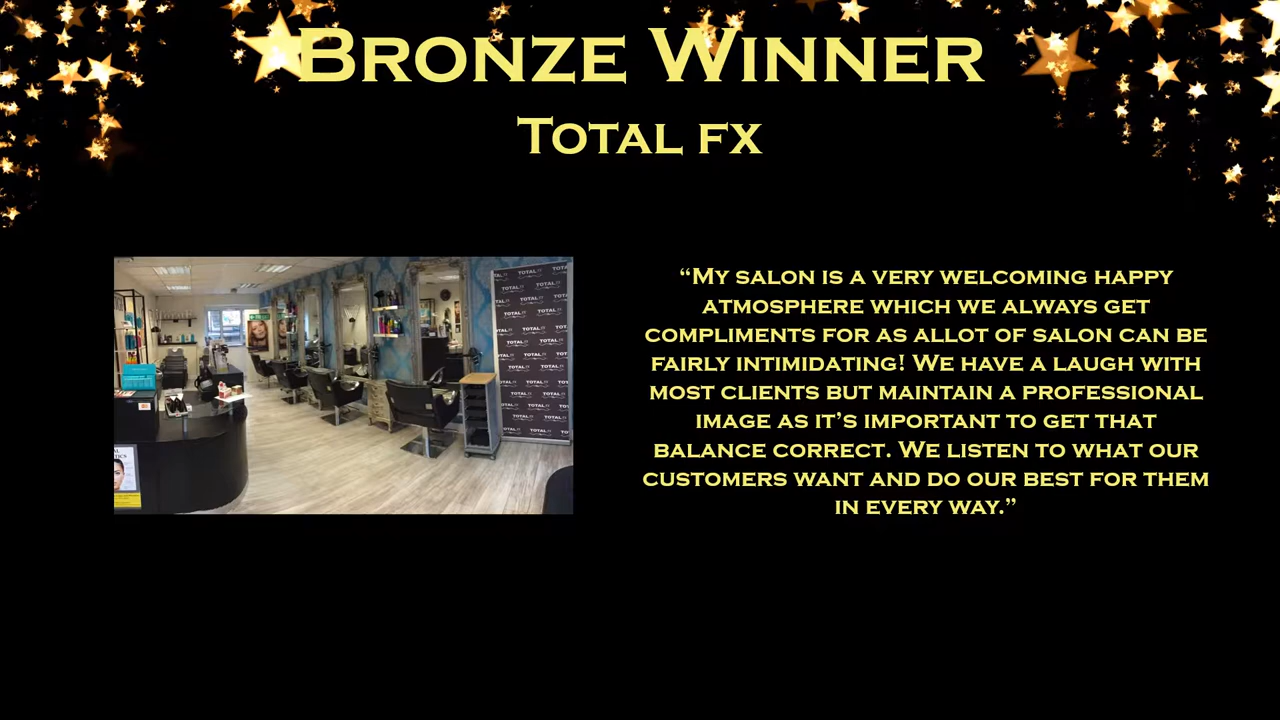 Bronze Winner
Total fx
“My salon is a very welcoming happy
atmosphere which we always get
compliments for as allot of salon can be
fairly intimidating! We have a laugh with
most clients but maintain a professional
image as it’s important to get that
balance correct. We listen to what our
customers want and do our best for them
in every way.”
TOTAL